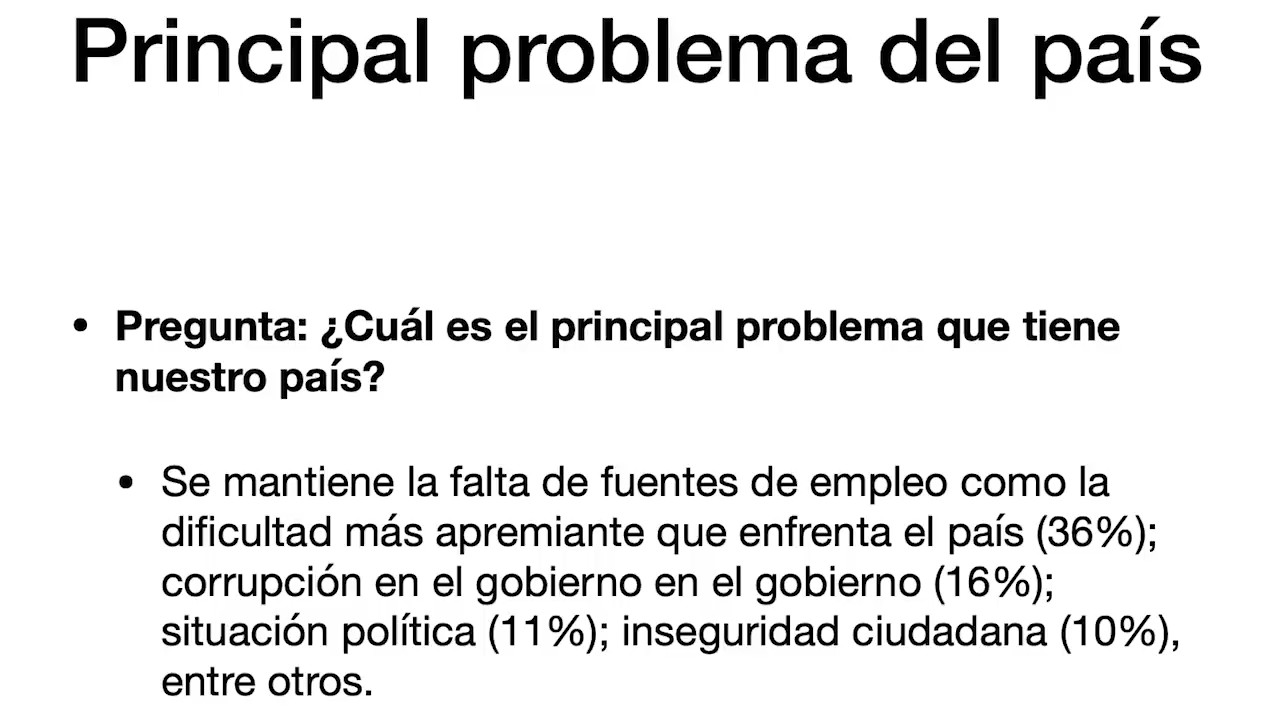 Principal problema del país
• Pregunta: ¿Cuál es el principal problema que tiene
nuestro país?
• Se mantiene la falta de fuentes de empleo como la
dificultad más apremiante que enfrenta el país (36%);
corrupción en el gobierno en el gobierno (16%);
situación política (11%); inseguridad ciudadana (10%),
entre otros.